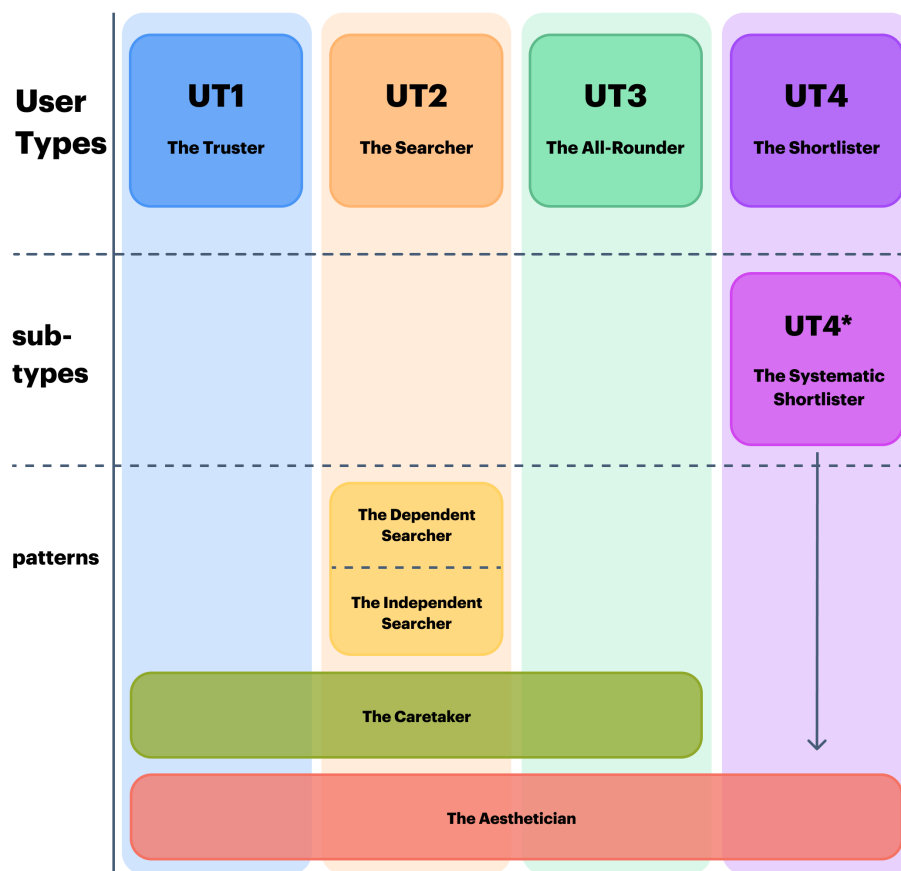 User
Types
UT1
The Truster
UT2
The Searcher
UT3
The All-Rounder
UT4
The Shortlister
sub-
types
UT4*
The Systematic
Shortlister
patterns
The Dependent
Searcher
The Independent
Searcher
The Caretaker
The Aesthetician